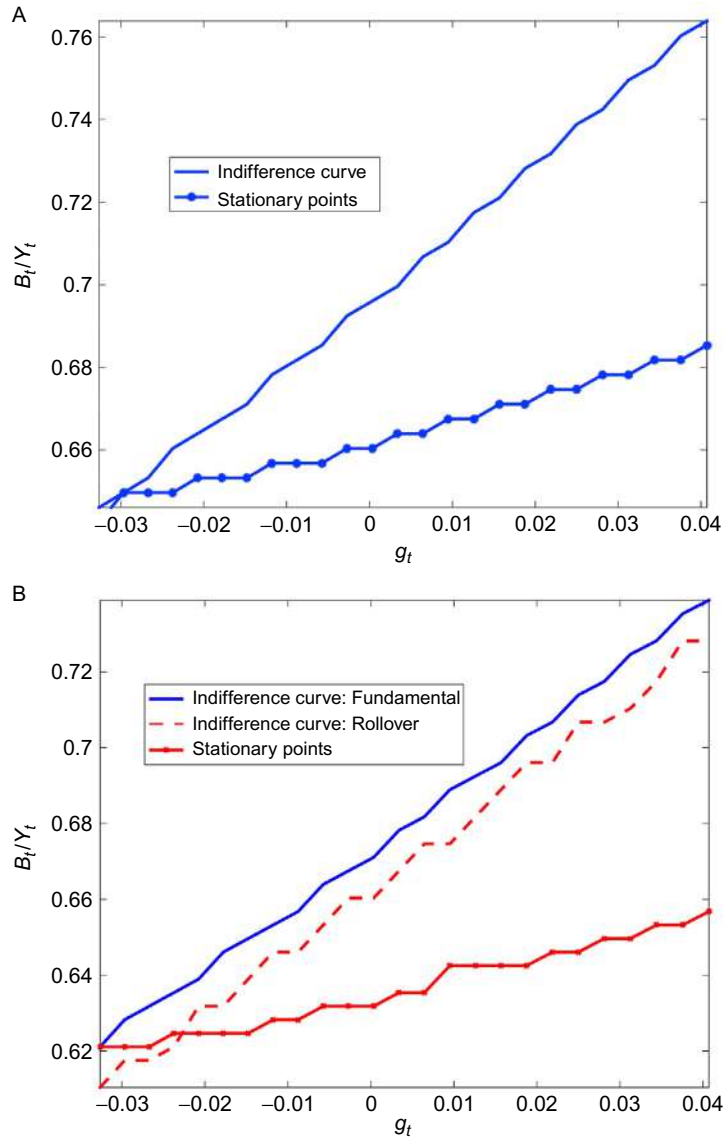 A
0.76
0.74
0.72
0.7
0.68
0.66
B_t/Y_t
Indifference curve
Stationary points
−0.03 −0.02 −0.01 0 0.01 0.02 0.03 0.04
g_t
B
0.72
0.7
0.68
0.66
0.64
0.62
B_t/Y_t
Indifference curve: Fundamental
Indifference curve: Rollover
Stationary points
−0.03 −0.02 −0.01 0 0.01 0.02 0.03 0.04
g_t